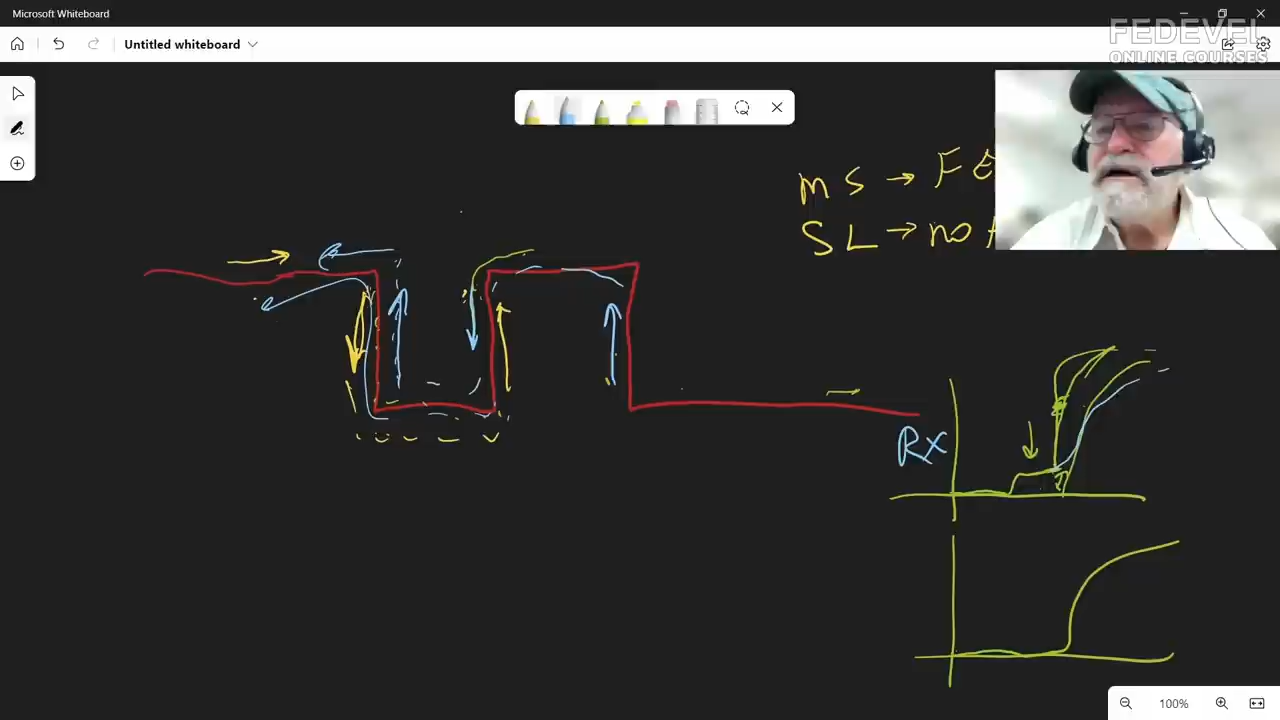 Microsoft Whiteboard
FEDEVEL
ONLINE COURSES
Untitled whiteboard
MS → FE
SL → no
RX
100%